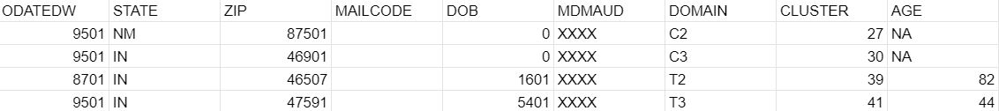 ODATEDW STATE ZIP MAILCODE DOB MDMAUD DOMAIN CLUSTER AGE
9501 NM 87501 0 XXXX C2 27 NA
9501 IN 46901 0 XXXX C3 30 NA
8701 IN 46507 1601 XXXX T2 39 82
9501 IN 47591 5401 XXXX T3 41 44